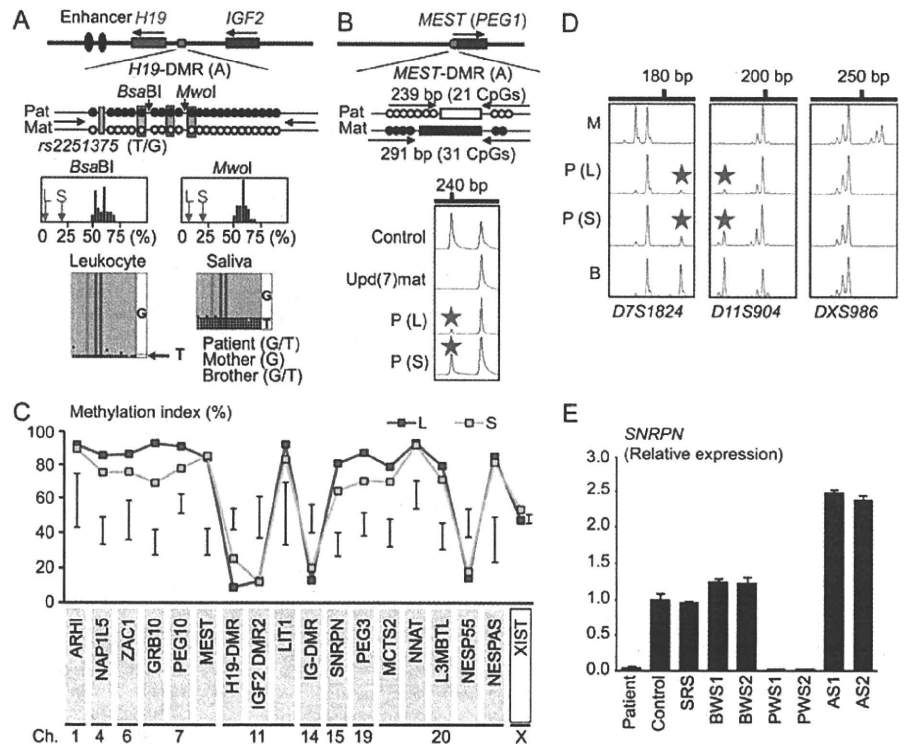 A
Enhancer H19 IGF2
H19-DMR (A)
BsaBI MwoI
Pat
Mat
rs2251375 (T/G)
BsaBI MwoI
L S L S
0 25 50 75 (%) 0 25 50 75 (%)
Leukocyte Saliva
G G
T T
Patient (G/T)
Mother (G)
Brother (G/T)
B
MEST (PEG1)
MEST-DMR (A)
239 bp (21 CpGs)
Pat
Mat
291 bp (31 CpGs)
240 bp
Control
Upd(7)mat
P (L)
P (S)
D
180 bp 200 bp 250 bp
M
P (L)
P (S)
B
D7S1824 D11S904 DXS986
C
Methylation index (%)
L S
100
80
60
40
20
0
ARHI
NAP1L5
ZAC1
GRB10
PEG10
MEST
H19-DMR
IGF2 DMR2
LIT1
IG-DMR
SNRPN
PEG3
MCTS2
NNAT
L3MBTL
NESP55
NESPAS
XIST
Ch. 1 4 6 7 11 14 15 19 20 X
E
SNRPN
(Relative expression)
3.0
2.5
2.0
1.5
1.0
0.5
0.0
Patient
Control
SRS
BWS1
BWS2
PWS1
PWS2
AS1
AS2